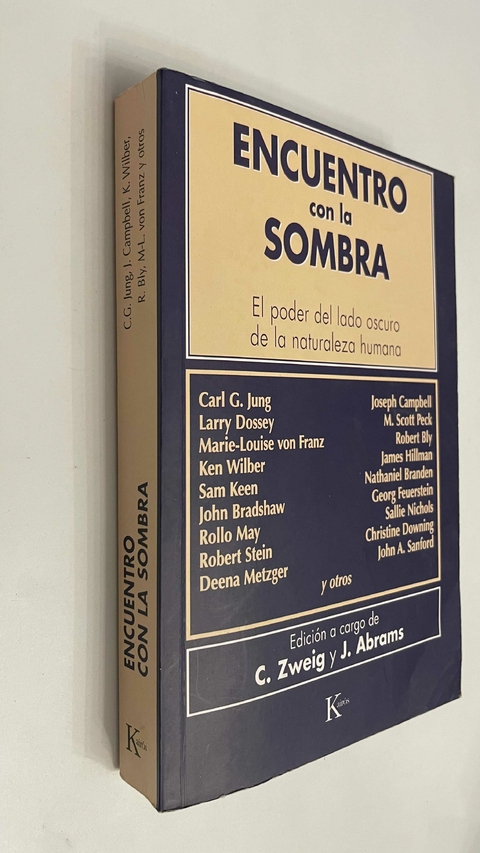 C.G. Jung, J. Campbell, K. Wilber,
R. Bly, M-L. von Franz y otros
ENCUENTRO
CON LA SOMBRA
Kairós
ENCUENTRO
con la
SOMBRA
El poder del lado oscuro
de la naturaleza humana
Carl G. Jung
Larry Dossey
Marie-Louise von Franz
Ken Wilber
Sam Keen
John Bradshaw
Rollo May
Robert Stein
Deena Metzger
Joseph Campbell
M. Scott Peck
Robert Bly
James Hillman
Nathaniel Branden
Georg Feuerstein
Sallie Nichols
Christine Downing
John A. Sanford
y otros
Edición a cargo de
C. Zweig y J. Abrams
Kairós